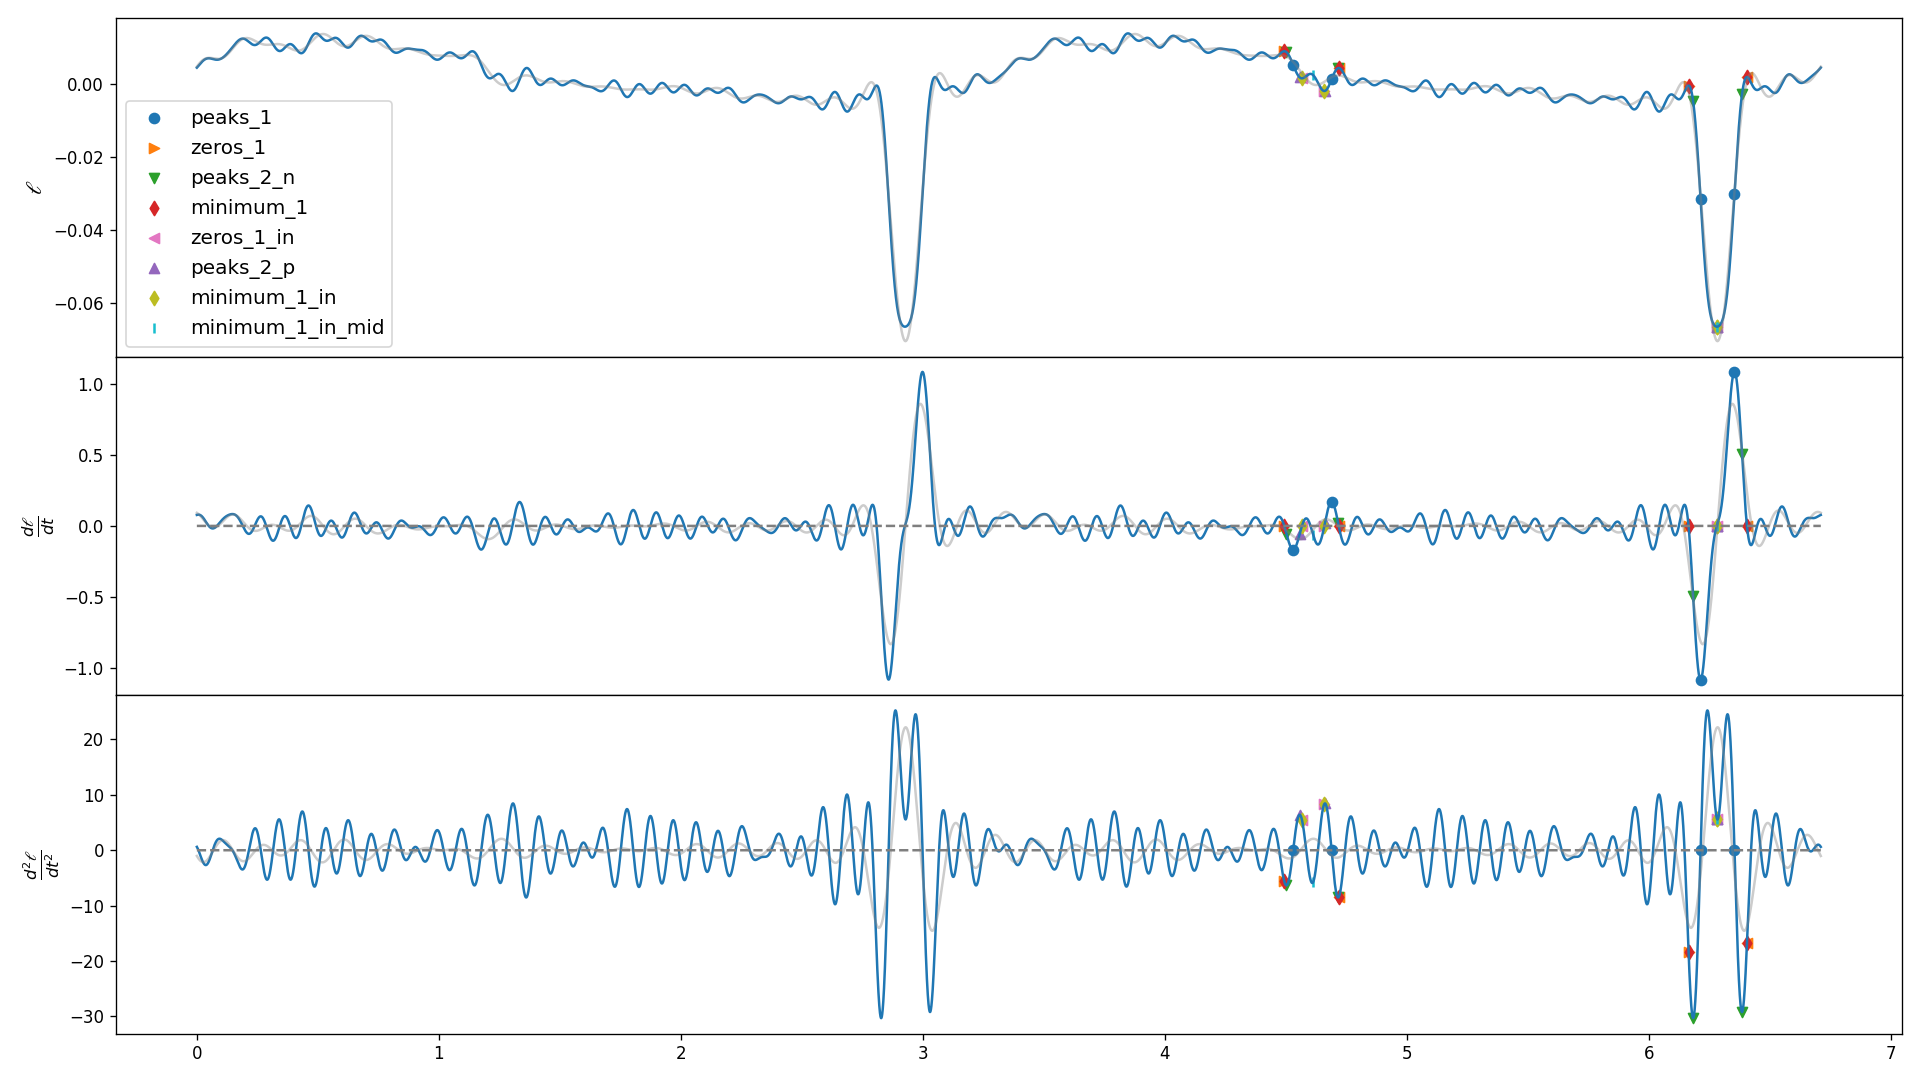 0.00
−0.02
ℓ
−0.04
−0.06
peaks_1
zeros_1
peaks_2_n
minimum_1
zeros_1_in
peaks_2_p
minimum_1_in
minimum_1_in_mid
1.0
0.5
dℓ/dt
0.0
−0.5
−1.0
20
10
0
d²ℓ/dt²
−10
−20
−30
0 1 2 3 4 5 6 7